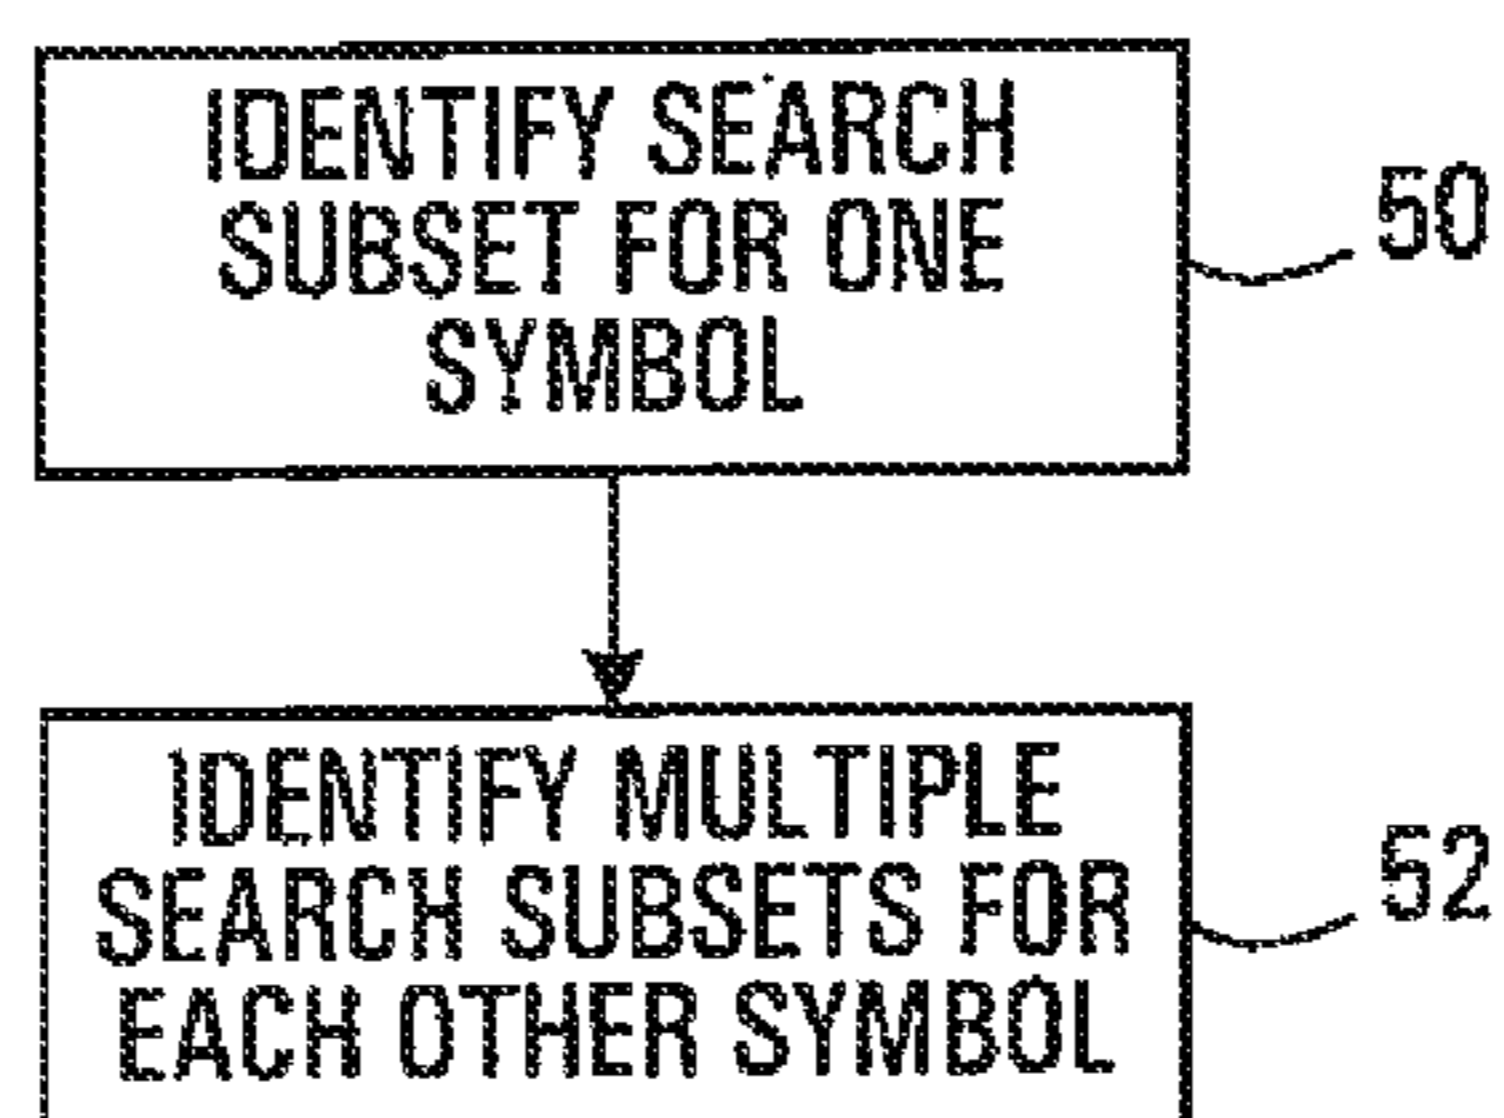 IDENTIFY SEARCH
SUBSET FOR ONE
SYMBOL
50
IDENTIFY MULTIPLE
SEARCH SUBSETS FOR
EACH OTHER SYMBOL
52